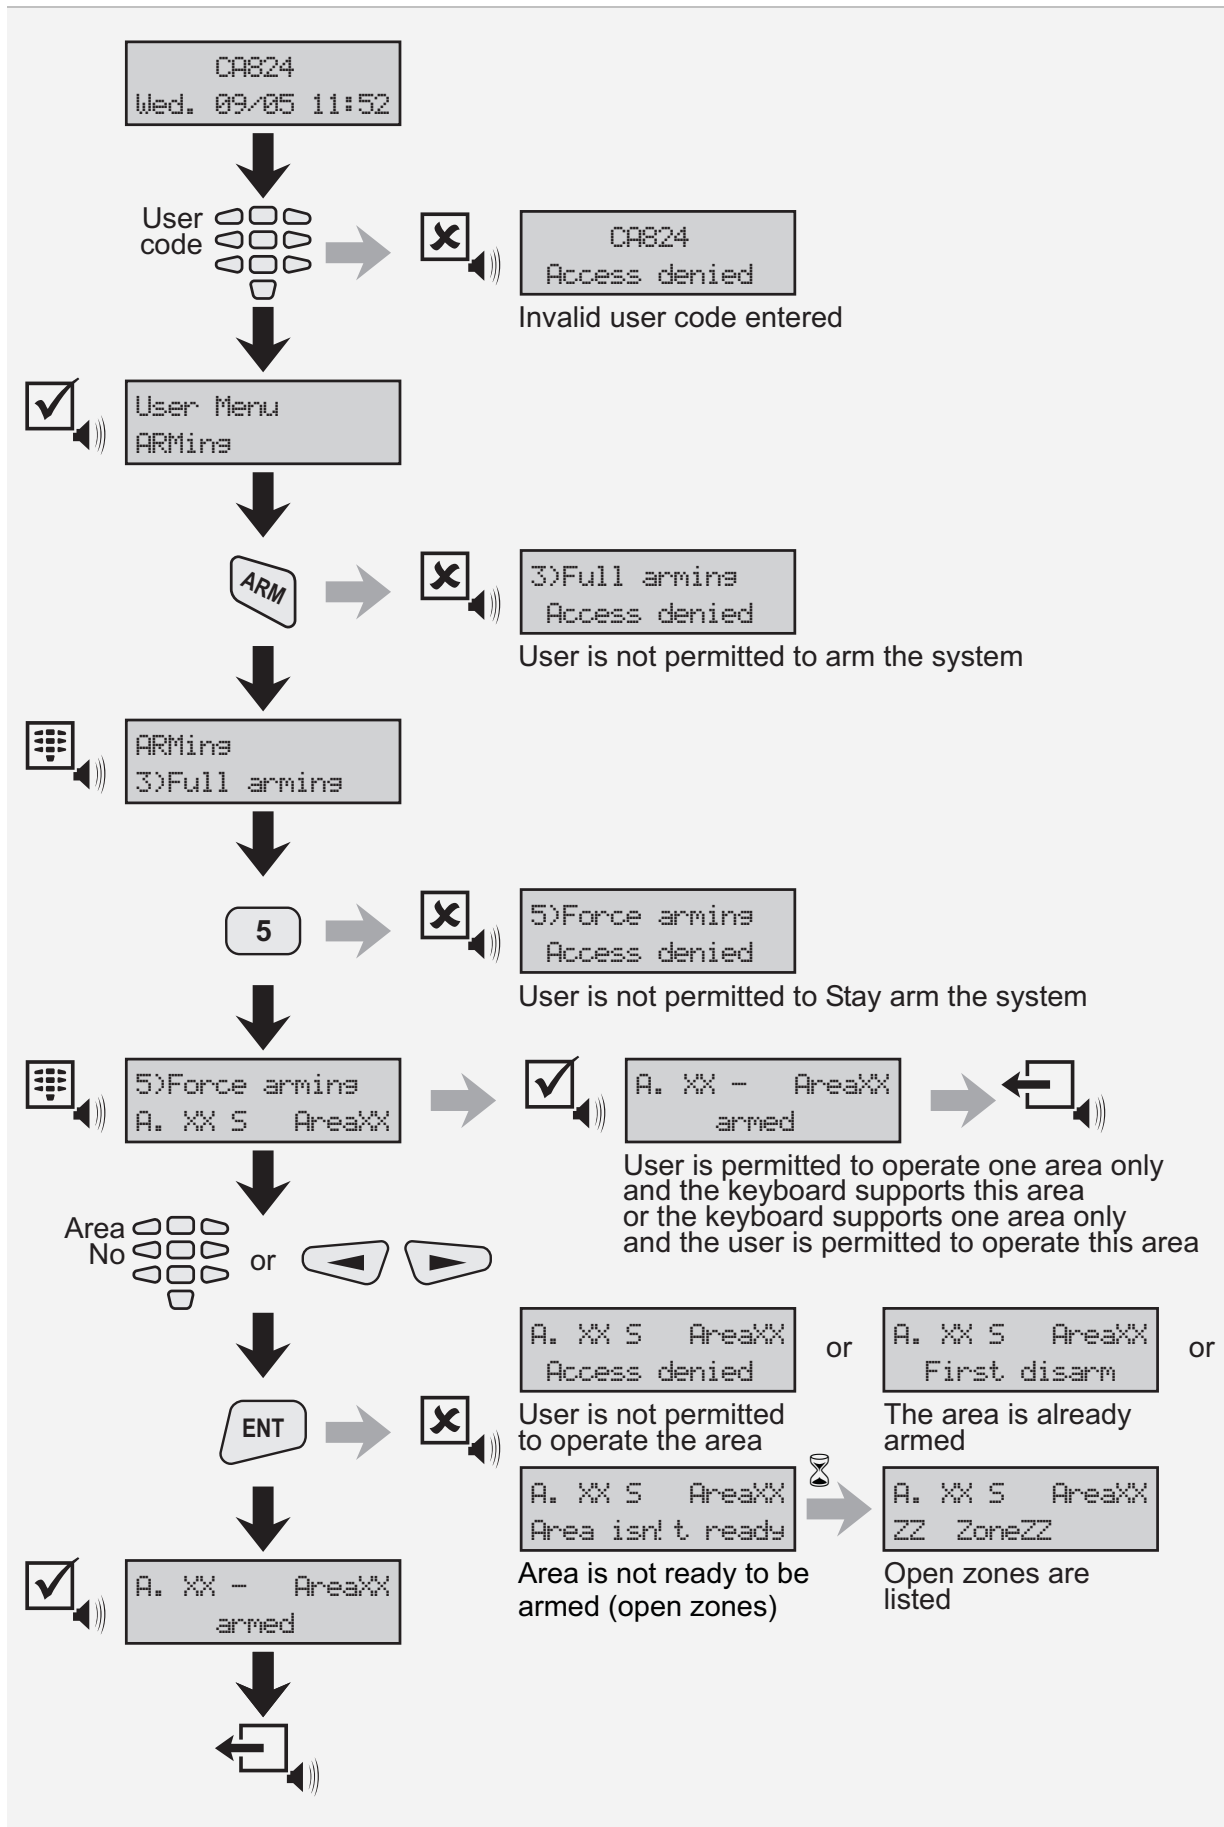 CA824
Wed. 09/05 11:52
User
code
CA824
Access denied
Invalid user code entered
User Menu
ARMing
ARM
3)Full arming
Access denied
User is not permitted to arm the system
ARMing
3)Full arming
5
5)Force arming
Access denied
User is not permitted to Stay arm the system
5)Force arming
A. XX S AreaXX
A. XX - AreaXX
armed
User is permitted to operate one area only
and the keyboard supports this area
or the keyboard supports one area only
and the user is permitted to operate this area
Area
No
or
A. XX S AreaXX
Access denied
or
A. XX S AreaXX
First disarm
or
ENT
User is not permitted
to operate the area
The area is already
armed
A. XX S AreaXX
Area isn!t ready
A. XX S AreaXX
ZZ ZoneZZ
Area is not ready to be
armed (open zones)
Open zones are
listed
A. XX - AreaXX
armed